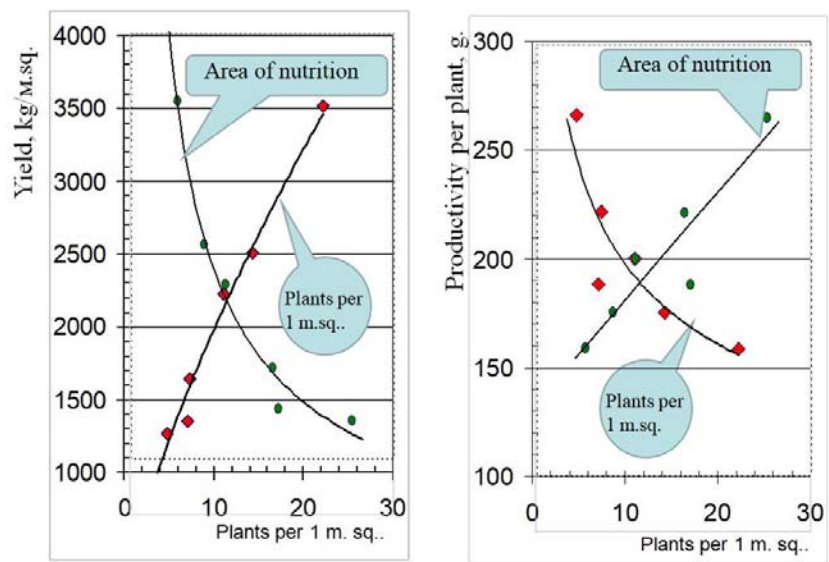 Yield, kg/м.sq.
4000
3500
3000
2500
2000
1500
1000
0
10
20
30
Plants per 1 m. sq..
Area of nutrition
Plants per
1 m.sq..
Productivity per plant, g.
300
250
200
150
100
0
10
20
30
Plants per 1 m. sq..
Area of nutrition
Plants per
1 m.sq..